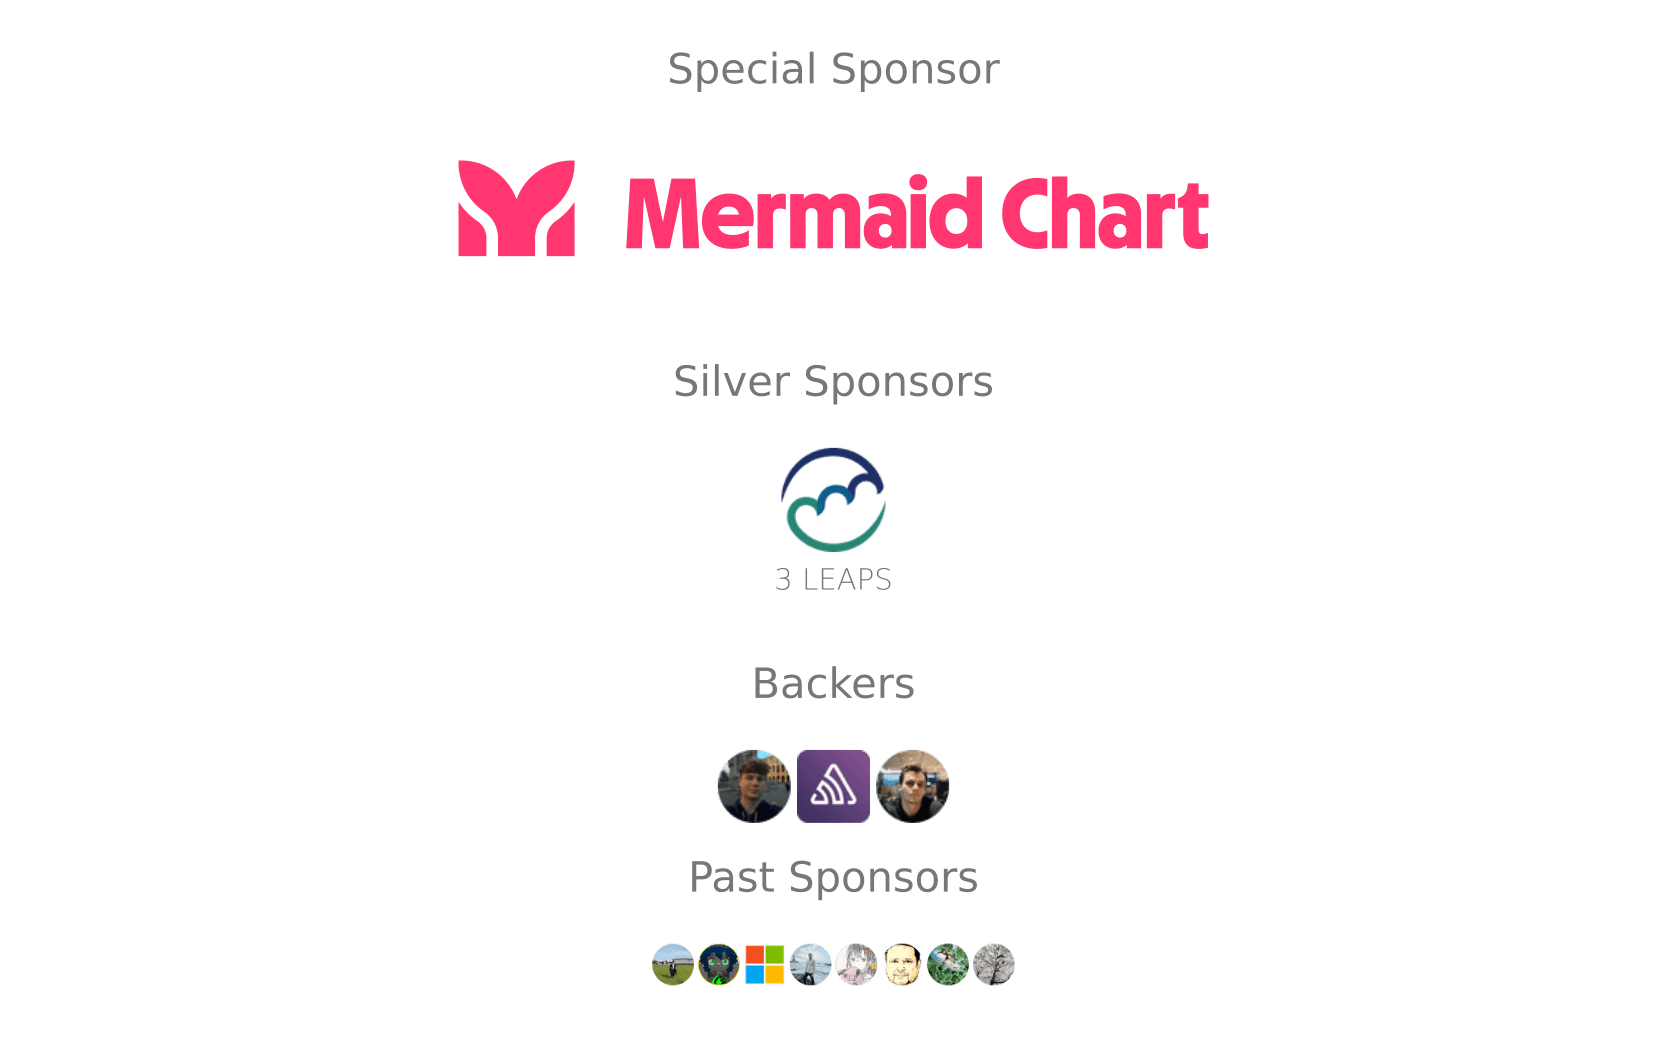 Special Sponsor
Mermaid Chart
Silver Sponsors
3 LEAPS
Backers
Past Sponsors